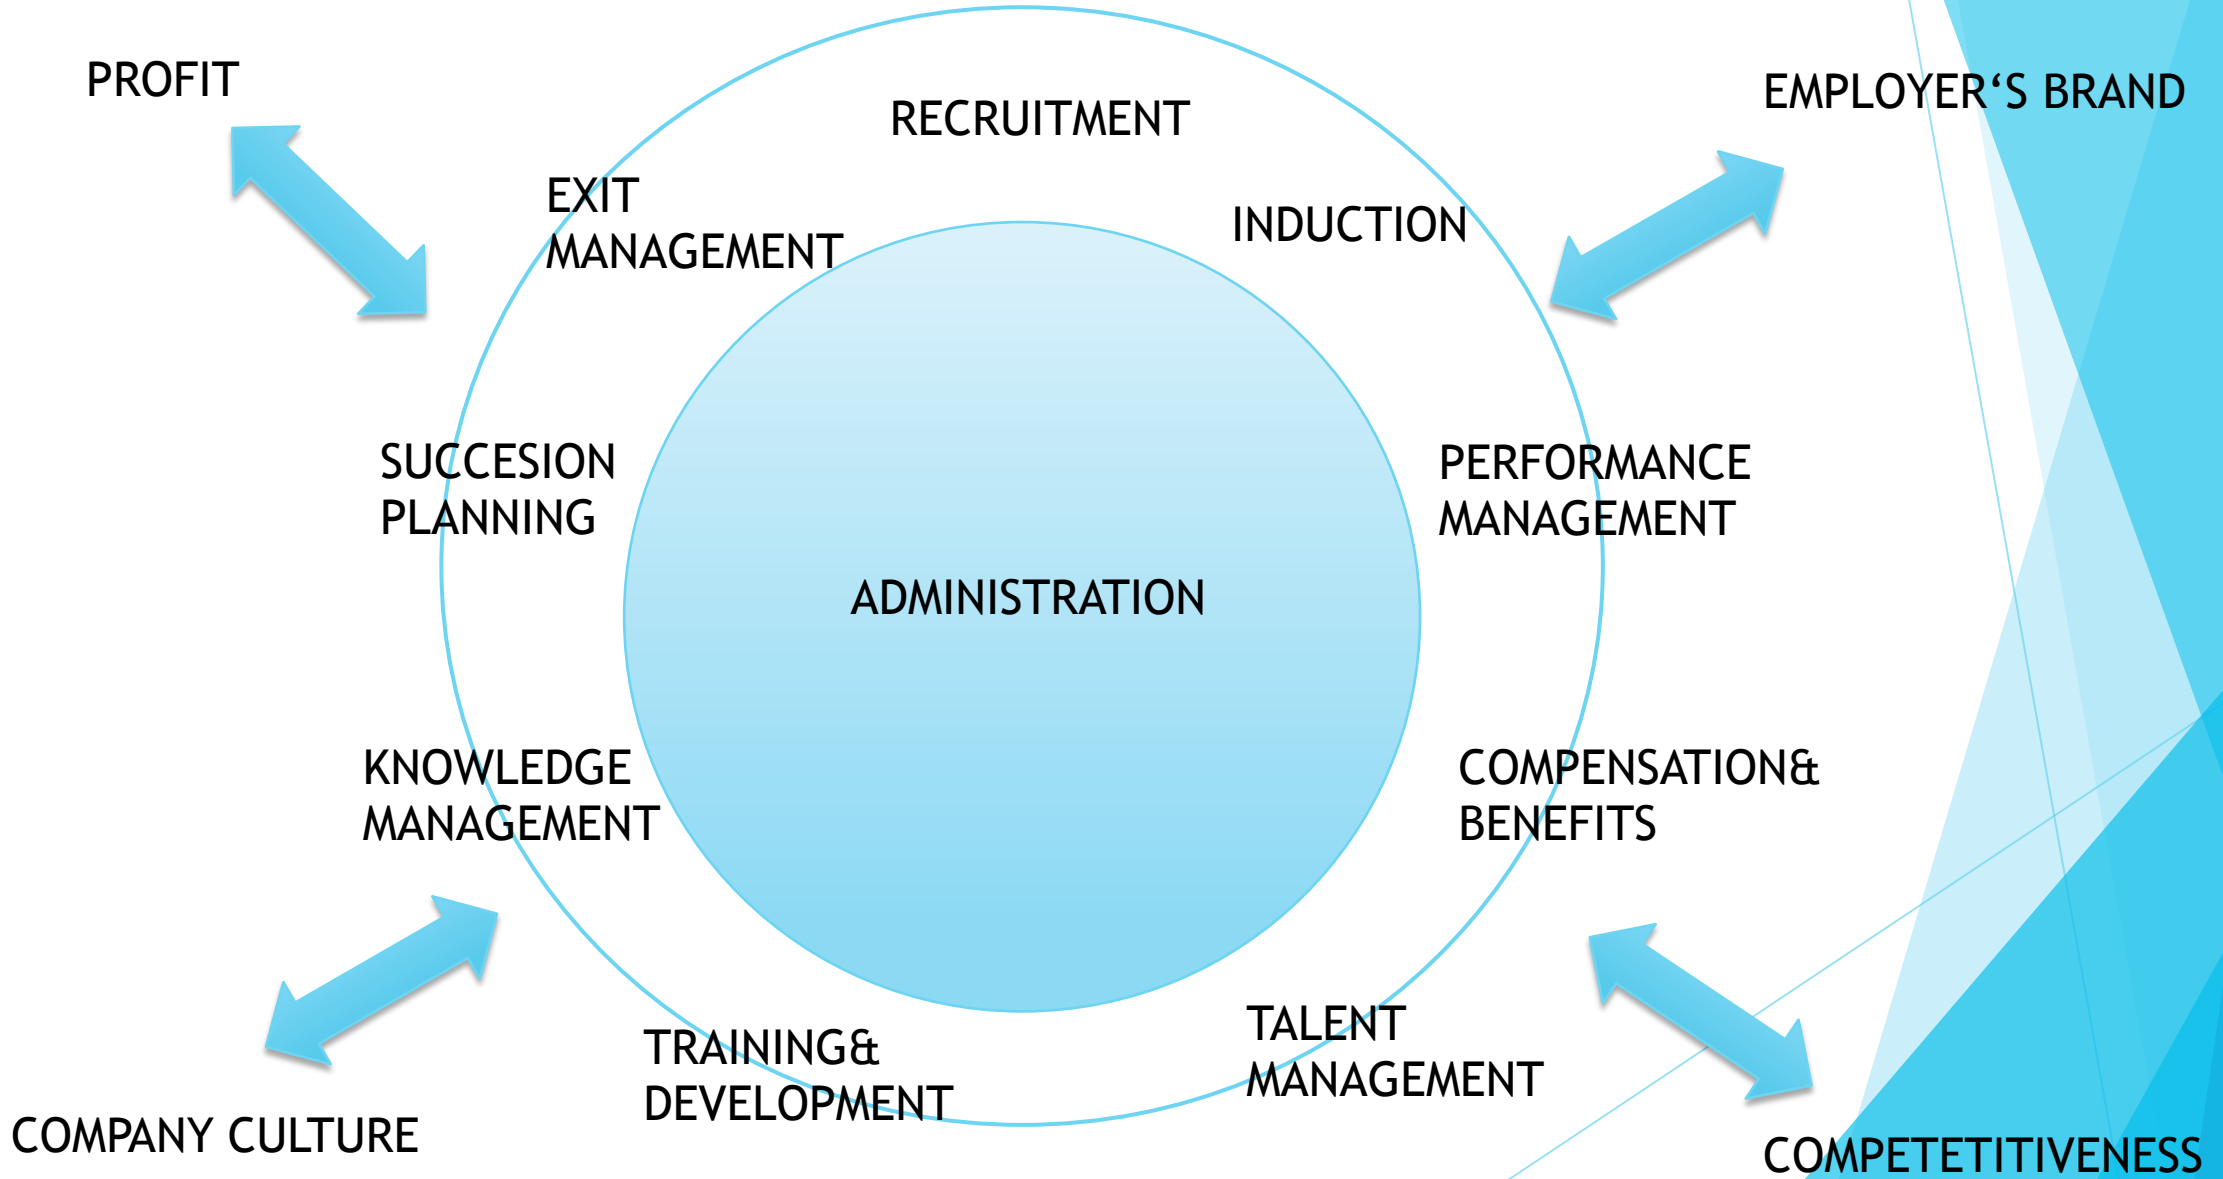 PROFIT
EMPLOYER‘S BRAND
RECRUITMENT
EXIT
MANAGEMENT
INDUCTION
SUCCESION
PLANNING
PERFORMANCE
MANAGEMENT
ADMINISTRATION
KNOWLEDGE
MANAGEMENT
COMPENSATION&
BENEFITS
TRAINING&
DEVELOPMENT
TALENT
MANAGEMENT
COMPANY CULTURE
COMPETETITIVENESS